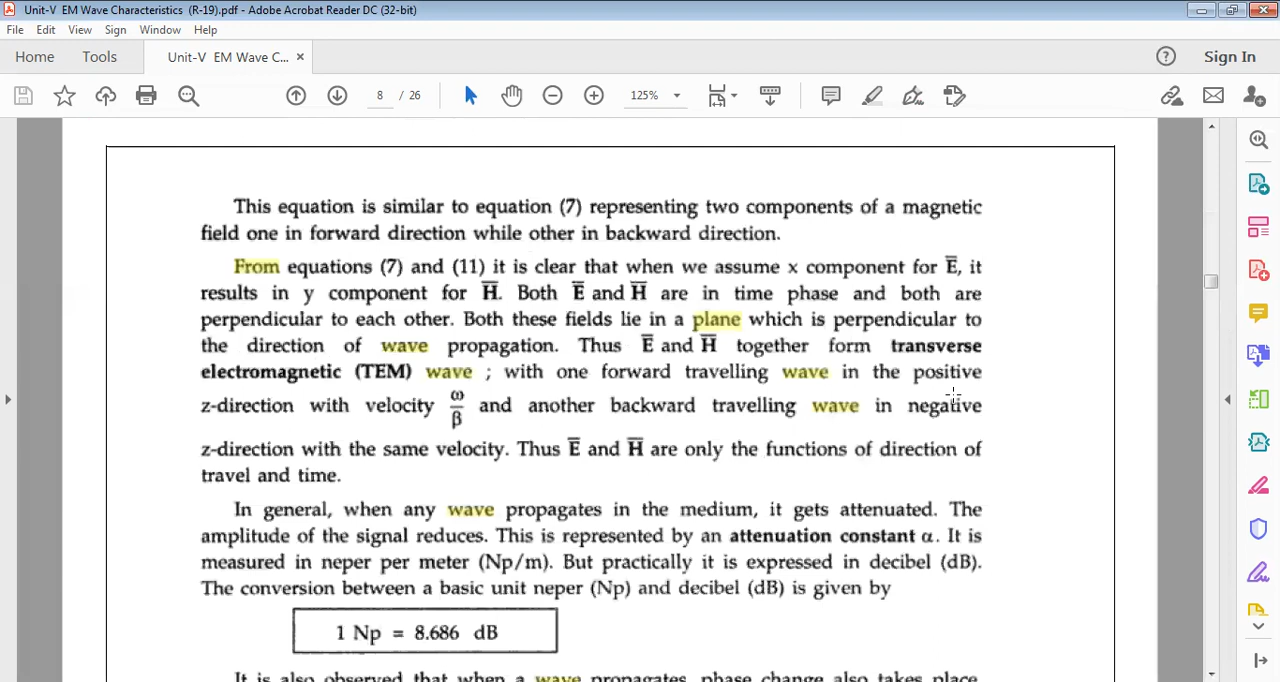 Unit-V EM Wave Characteristics (R-19).pdf - Adobe Acrobat Reader DC (32-bit)
File Edit View Sign Window Help
Home Tools Unit-V EM Wave C... × Sign In
8 / 26 125%
This equation is similar to equation (7) representing two components of a magnetic
field one in forward direction while other in backward direction.
From equations (7) and (11) it is clear that when we assume x component for E̅, it
results in y component for H̅. Both E̅ and H̅ are in time phase and both are
perpendicular to each other. Both these fields lie in a plane which is perpendicular to
the direction of wave propagation. Thus E̅ and H̅ together form transverse
electromagnetic (TEM) wave ; with one forward travelling wave in the positive
z-direction with velocity ω/β and another backward travelling wave in negative
z-direction with the same velocity. Thus E̅ and H̅ are only the functions of direction of
travel and time.
In general, when any wave propagates in the medium, it gets attenuated. The
amplitude of the signal reduces. This is represented by an attenuation constant α. It is
measured in neper per meter (Np/m). But practically it is expressed in decibel (dB).
The conversion between a basic unit neper (Np) and decibel (dB) is given by
1 Np = 8.686 dB
It is also observed that when a wave propagates, phase change also takes place.